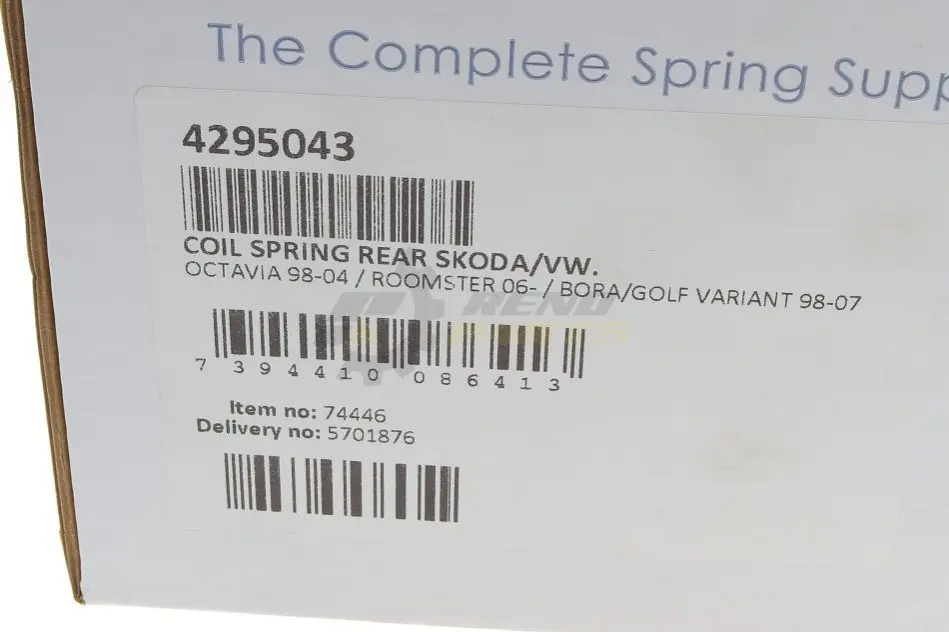 The Complete Spring Supp
4295043
COIL SPRING REAR SKODA/VW.
OCTAVIA 98-04 / ROOMSTER 06- / BORA/GOLF VARIANT 98-07
7 394410 086413
Item no: 74446
Delivery no: 5701876